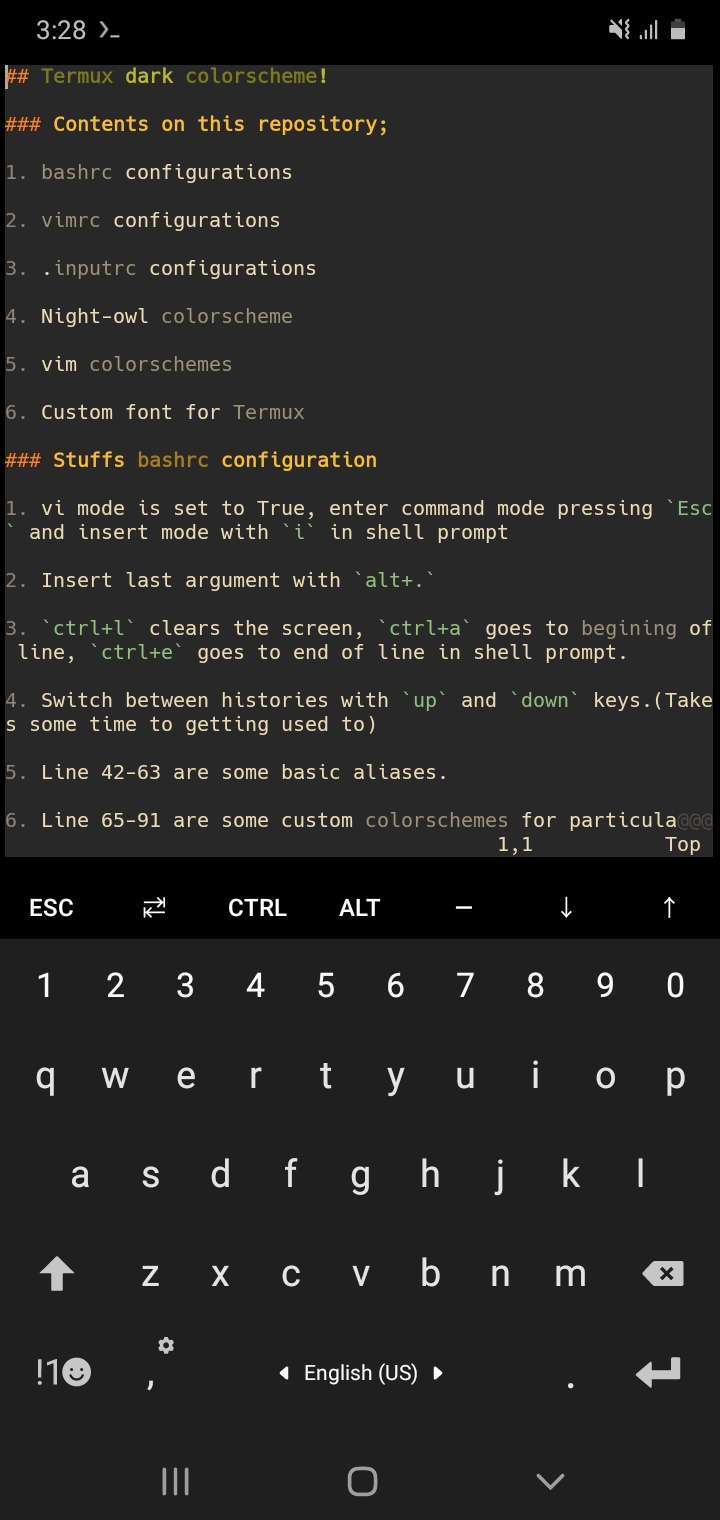 3:28
## Termux dark colorscheme!
### Contents on this repository;
1. bashrc configurations
2. vimrc configurations
3. .inputrc configurations
4. Night-owl colorscheme
5. vim colorschemes
6. Custom font for Termux
### Stuffs bashrc configuration
1. vi mode is set to True, enter command mode pressing `Esc
` and insert mode with `i` in shell prompt
2. Insert last argument with `alt+.`
3. `ctrl+l` clears the screen, `ctrl+a` goes to begining of
line, `ctrl+e` goes to end of line in shell prompt.
4. Switch between histories with `up` and `down` keys.(Take
s some time to getting used to)
5. Line 42-63 are some basic aliases.
6. Line 65-91 are some custom colorschemes for particula@@@
1,1 Top
ESC ⇄ CTRL ALT – ↓ ↑
1 2 3 4 5 6 7 8 9 0
q w e r t y u i o p
a s d f g h j k l
z x c v b n m
!1☺ , English (US) .